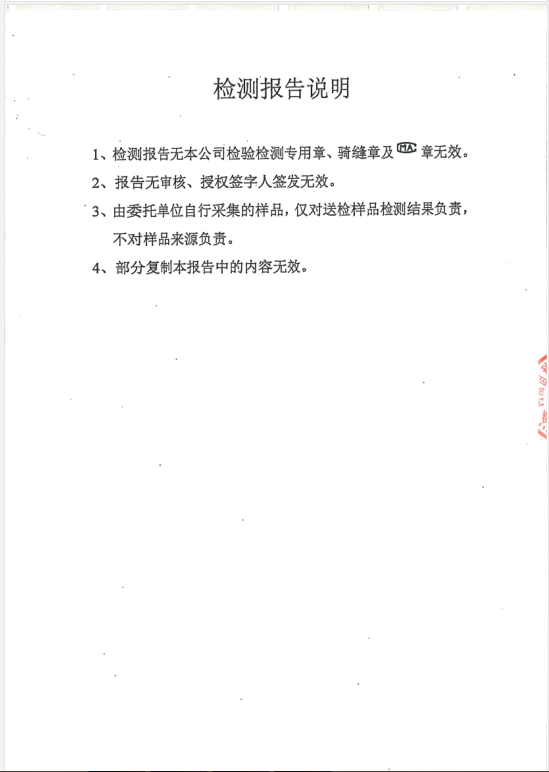 检测报告说明
1、检测报告无本公司检验检测专用章、骑缝章及 MA 章无效。
2、报告无审核、授权签字人签发无效。
3、由委托单位自行采集的样品，仅对送检样品检测结果负责，
不对样品来源负责。
4、部分复制本报告中的内容无效。